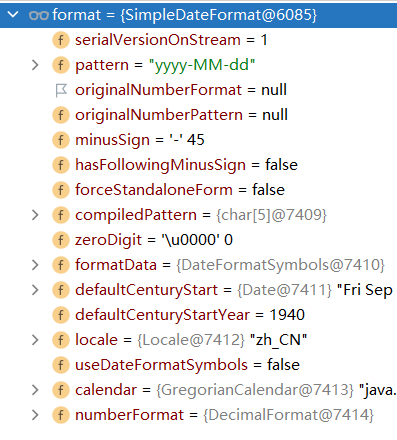 format = {SimpleDateFormat@6085}
f serialVersionOnStream = 1
f pattern = "yyyy-MM-dd"
originalNumberFormat = null
f originalNumberPattern = null
f minusSign = '-' 45
f hasFollowingMinusSign = false
f forceStandaloneForm = false
f compiledPattern = {char[5]@7409}
f zeroDigit = '\u0000' 0
f formatData = {DateFormatSymbols@7410}
f defaultCenturyStart = {Date@7411} "Fri Sep
f defaultCenturyStartYear = 1940
f locale = {Locale@7412} "zh_CN"
f useDateFormatSymbols = false
f calendar = {GregorianCalendar@7413} "java.
f numberFormat = {DecimalFormat@7414}